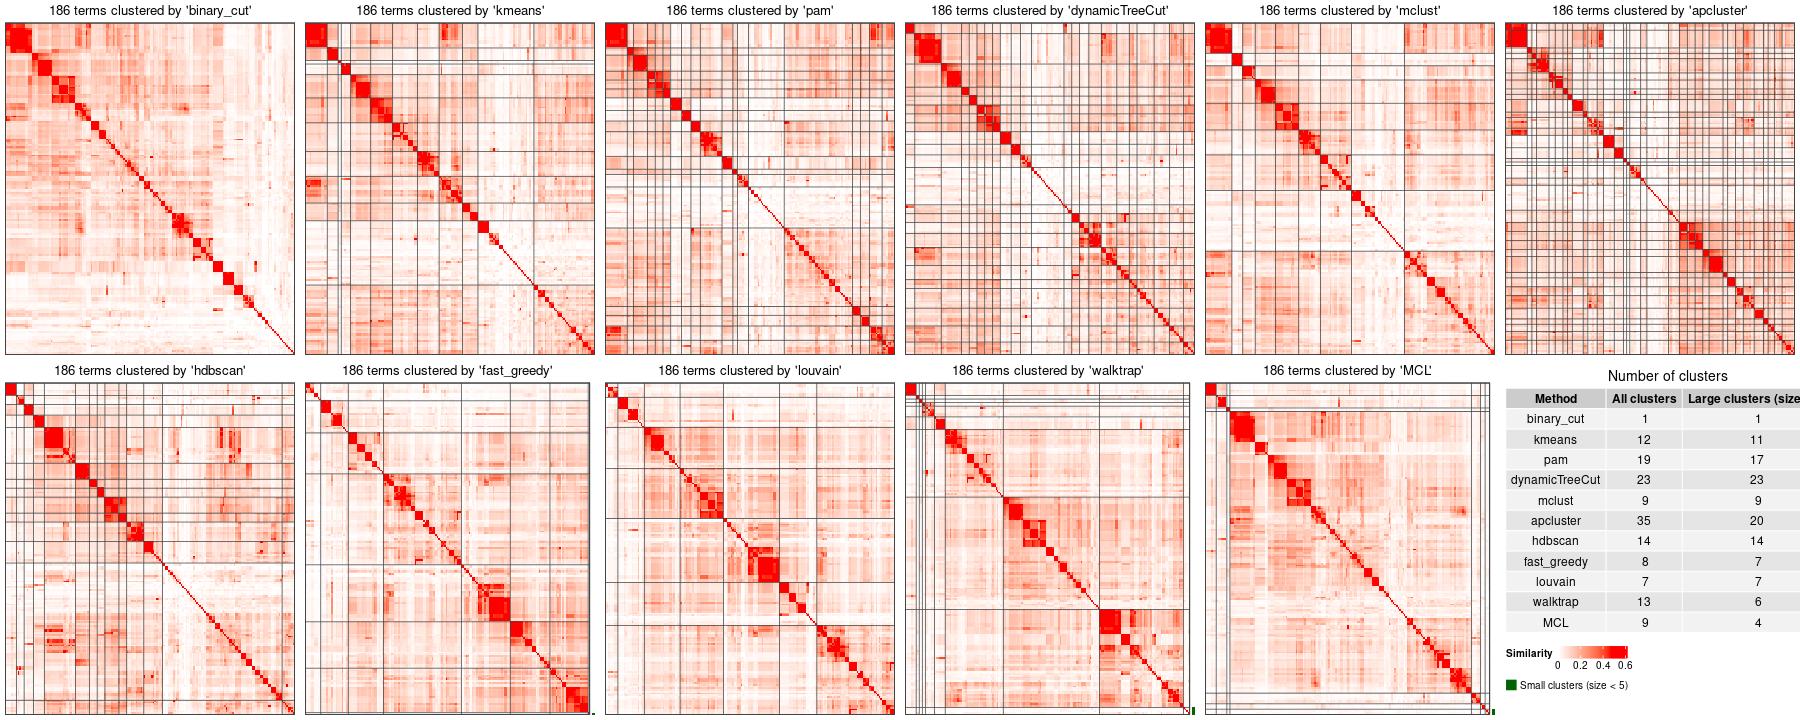 186 terms clustered by 'binary_cut'
186 terms clustered by 'kmeans'
186 terms clustered by 'pam'
186 terms clustered by 'dynamicTreeCut'
186 terms clustered by 'mclust'
186 terms clustered by 'apcluster'
186 terms clustered by 'hdbscan'
186 terms clustered by 'fast_greedy'
186 terms clustered by 'louvain'
186 terms clustered by 'walktrap'
186 terms clustered by 'MCL'
Number of clusters
Method All clusters Large clusters (size
binary_cut 1 1
kmeans 12 11
pam 19 17
dynamicTreeCut 23 23
mclust 9 9
apcluster 35 20
hdbscan 14 14
fast_greedy 8 7
louvain 7 7
walktrap 13 6
MCL 9 4
Similarity
0 0.2 0.4 0.6
Small clusters (size < 5)